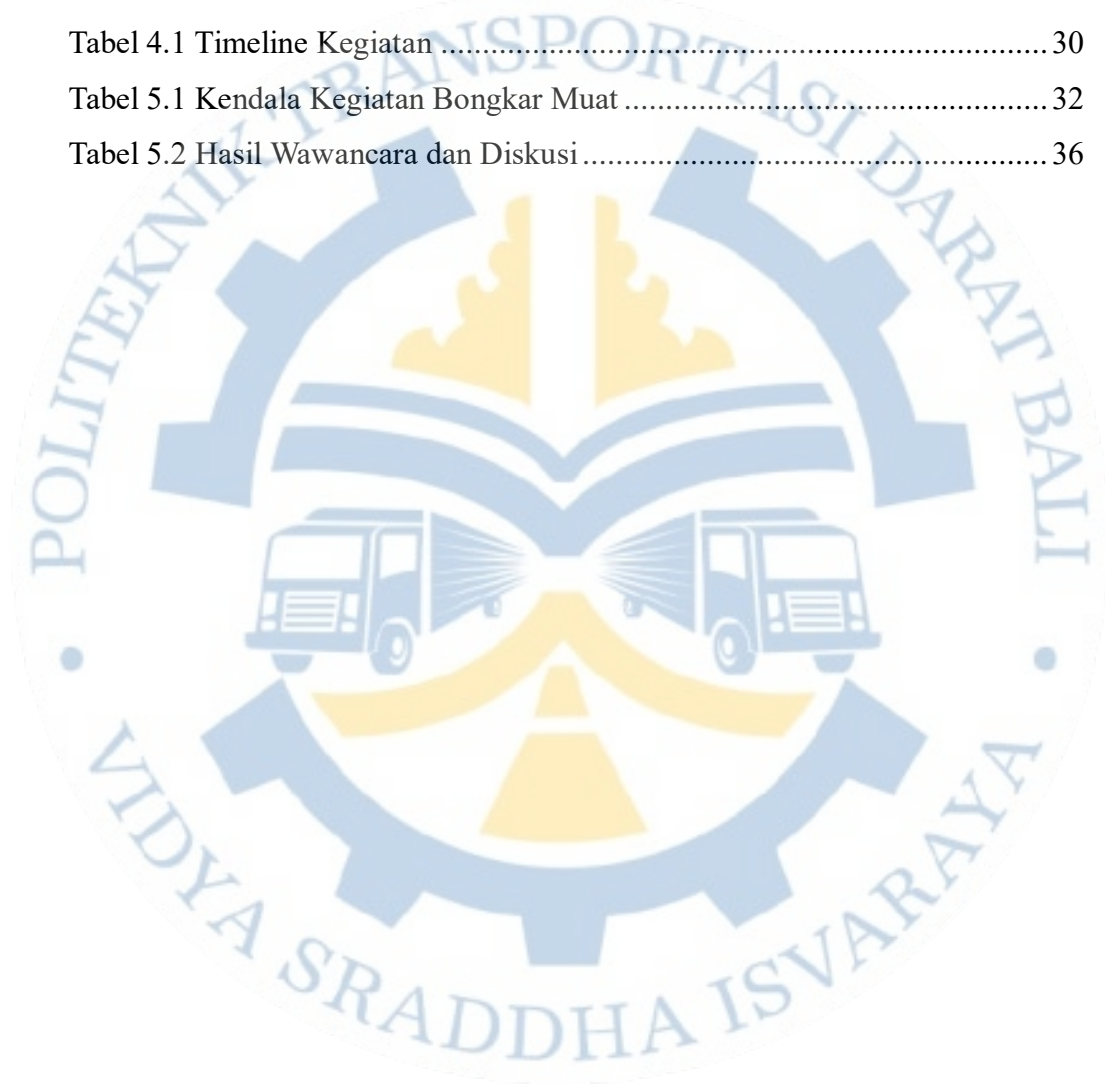 Tabel 4.1 Timeline Kegiatan ........................................................................... 30
Tabel 5.1 Kendala Kegiatan Bongkar Muat .................................................... 32
Tabel 5.2 Hasil Wawancara dan Diskusi ......................................................... 36
POLITEKNIK TRANSPORTASI DARAT BALI
• VIDYA SRADDHA ISVARAYA •